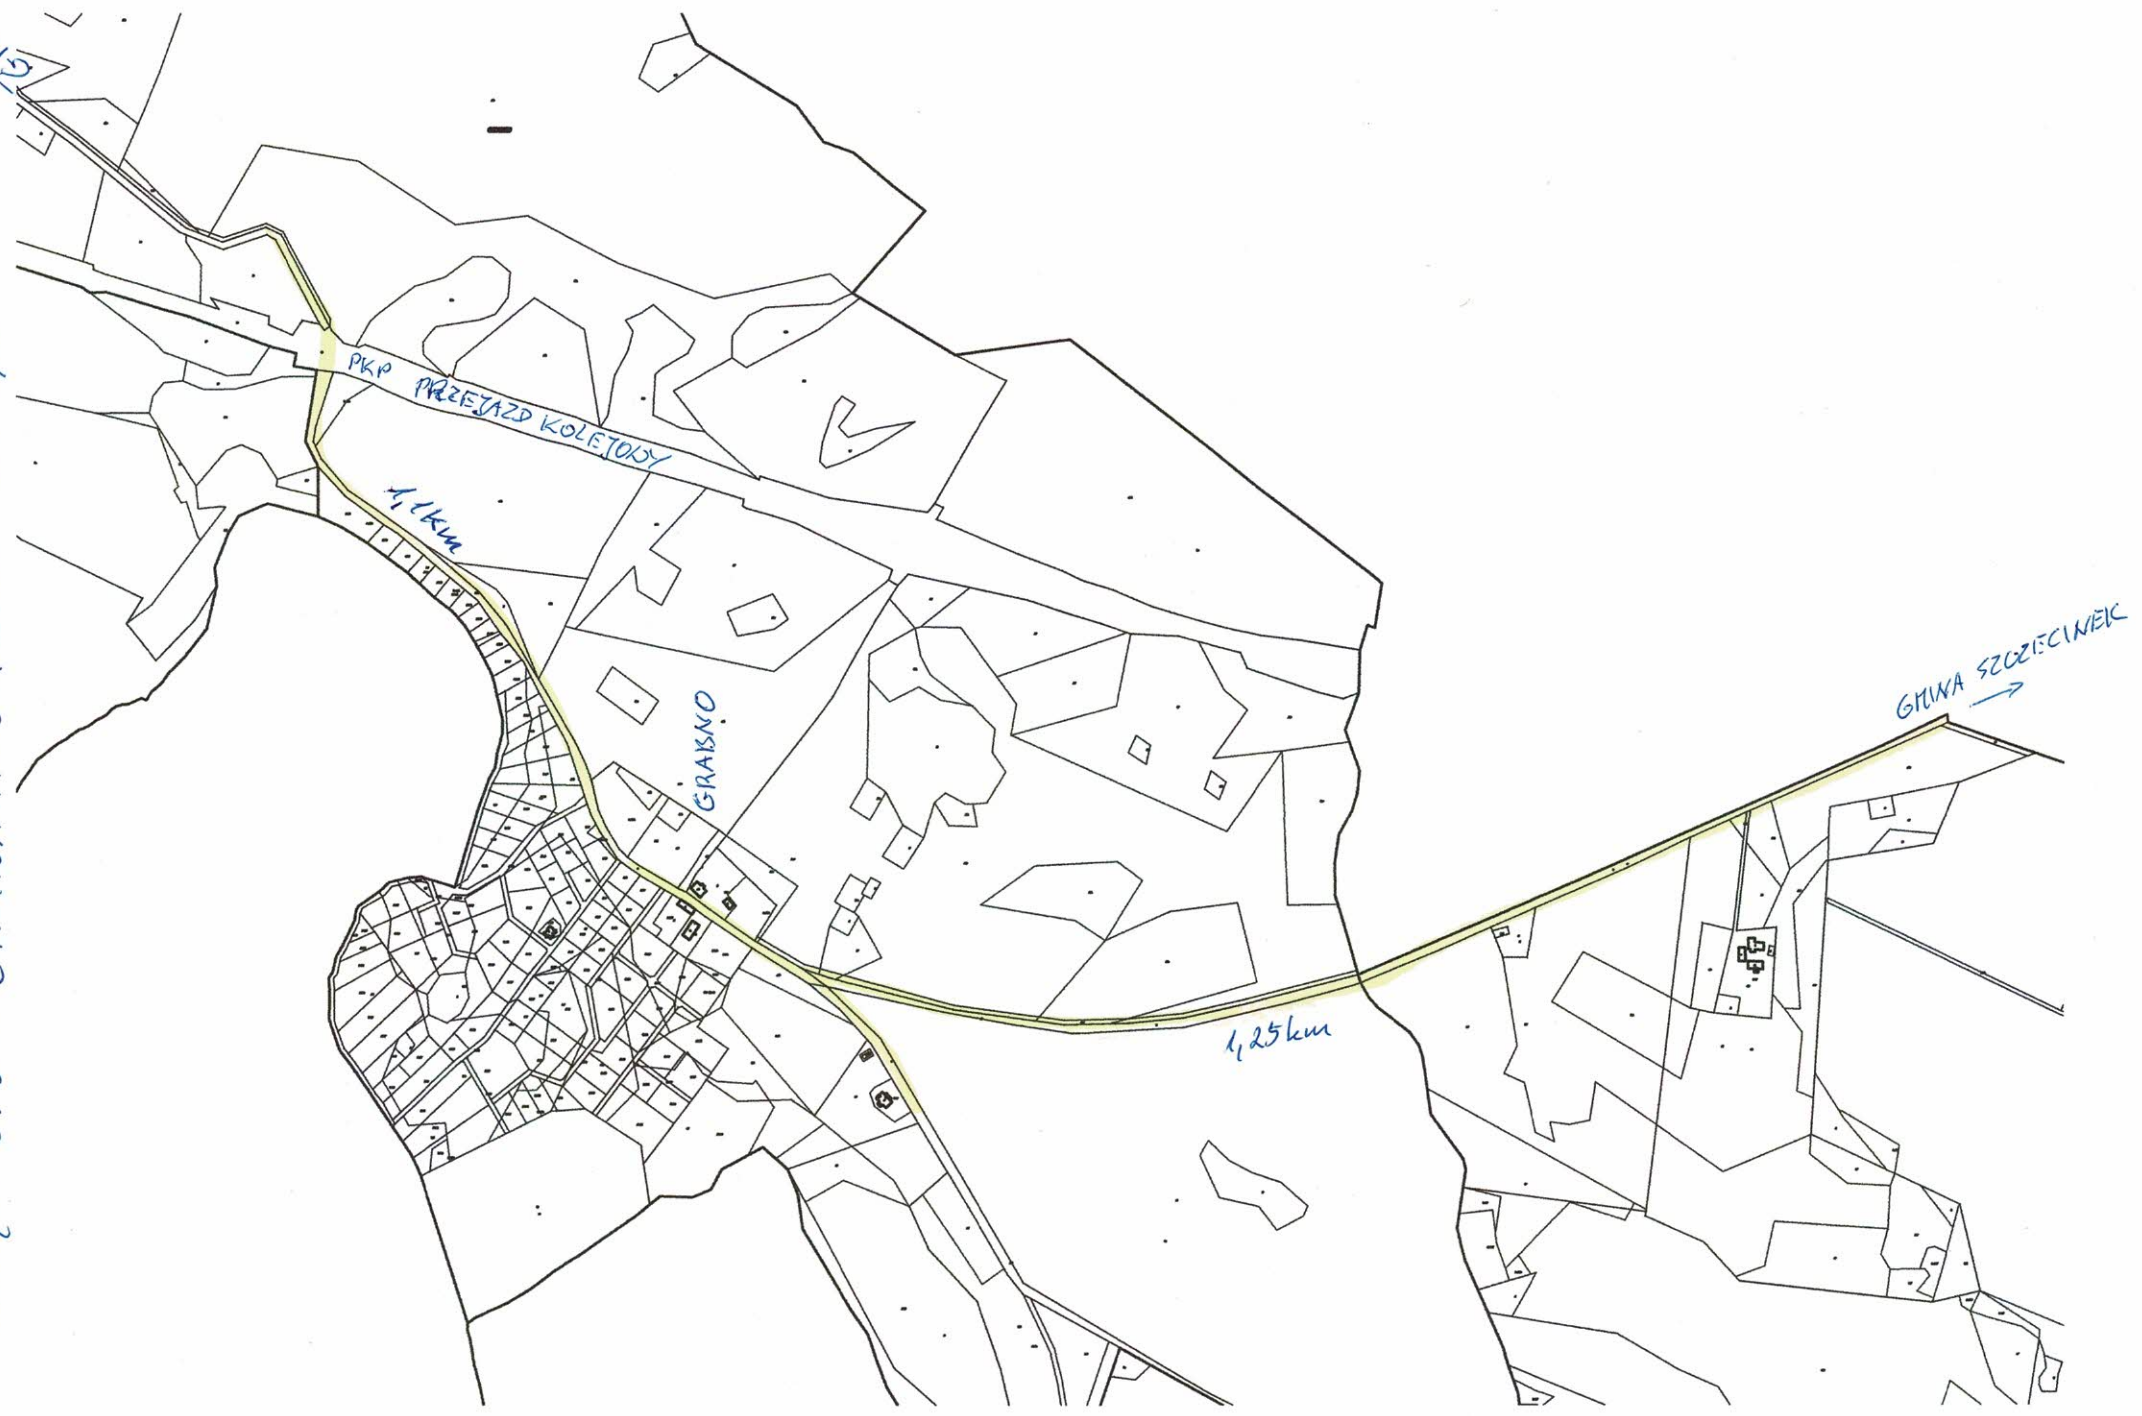 PKP PRZEJAZD KOLEJOWY
1,1km
GRABNO
GMINA SZCZECINEK
1,25km